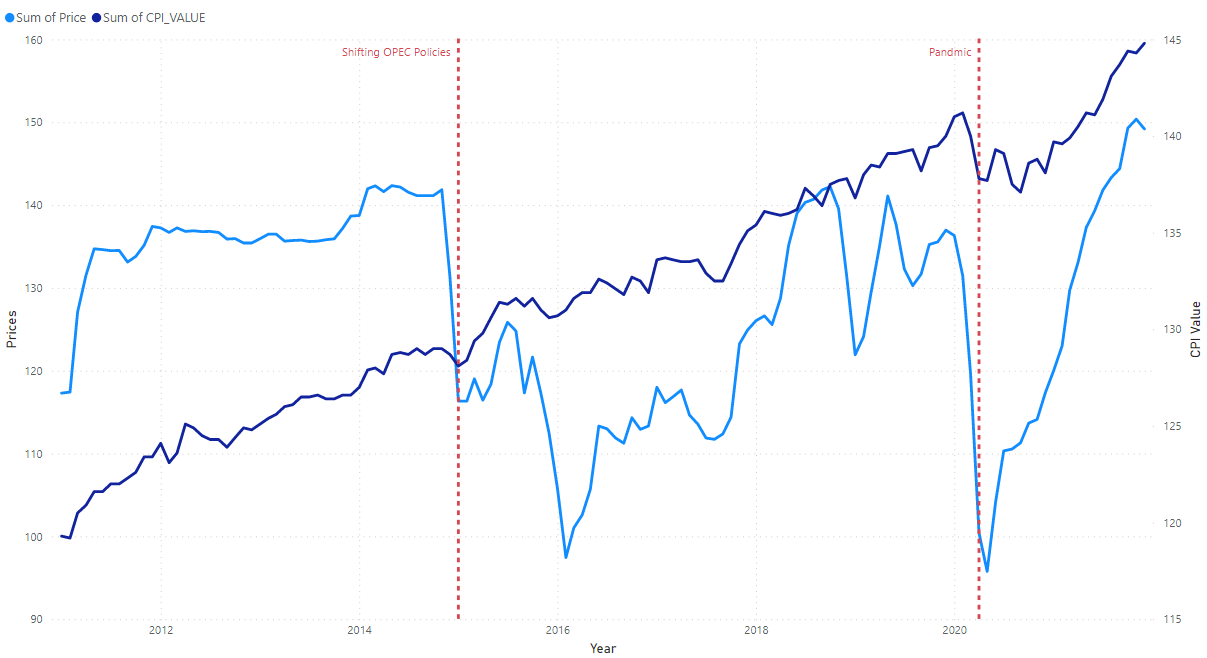 Sum of Price Sum of CPI_VALUE
160 145
Shifting OPEC Policies Pandmic
150
140
140
135
130
130
Prices
CPI Value
120
125
110
120
100
90 115
2012 2014 2016 2018 2020
Year